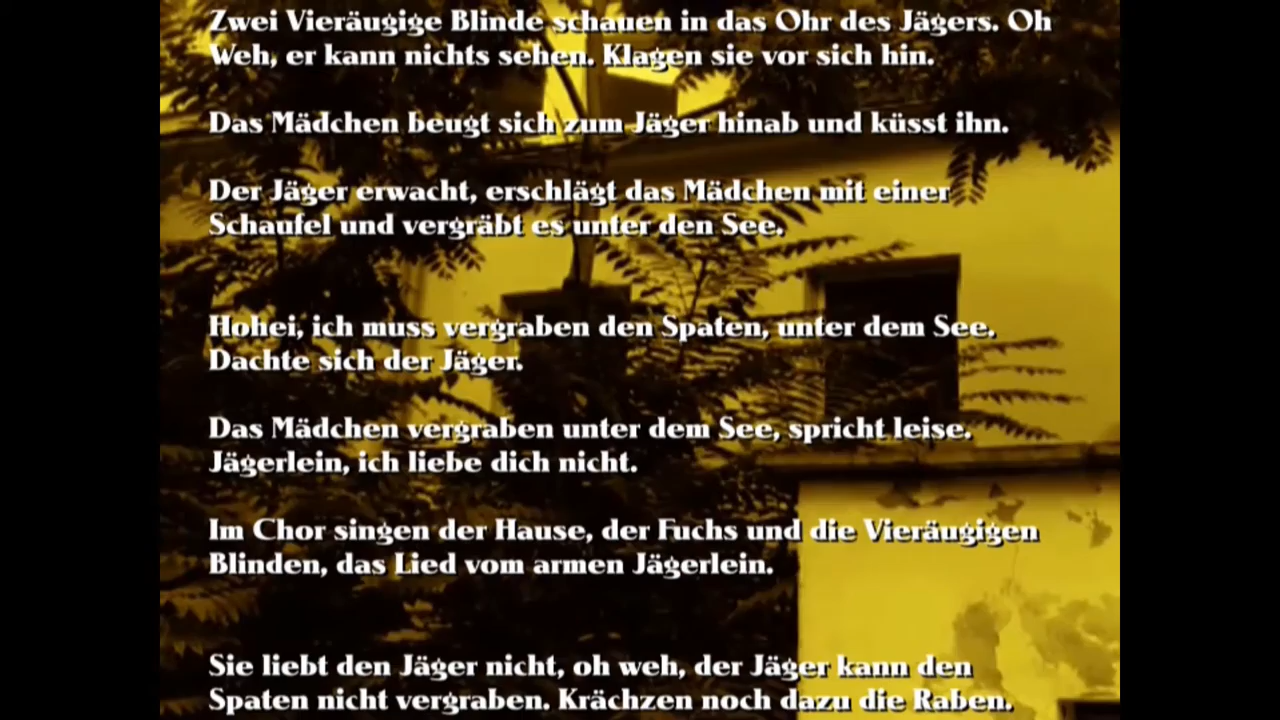 Zwei Vieräugige Blinde schauen in das Ohr des Jägers. Oh
Weh, er kann nichts sehen. Klagen sie vor sich hin.
Das Mädchen beugt sich zum Jäger hinab und küsst ihn.
Der Jäger erwacht, erschlägt das Mädchen mit einer
Schaufel und vergräbt es unter den See.
Hohei, ich muss vergraben den Spaten, unter dem See.
Dachte sich der Jäger.
Das Mädchen vergraben unter dem See, spricht leise.
Jägerlein, ich liebe dich nicht.
Im Chor singen der Hause, der Fuchs und die Vieräugigen
Blinden, das Lied vom armen Jägerlein.
Sie liebt den Jäger nicht, oh weh, der Jäger kann den
Spaten nicht vergraben. Krächzen noch dazu die Raben.